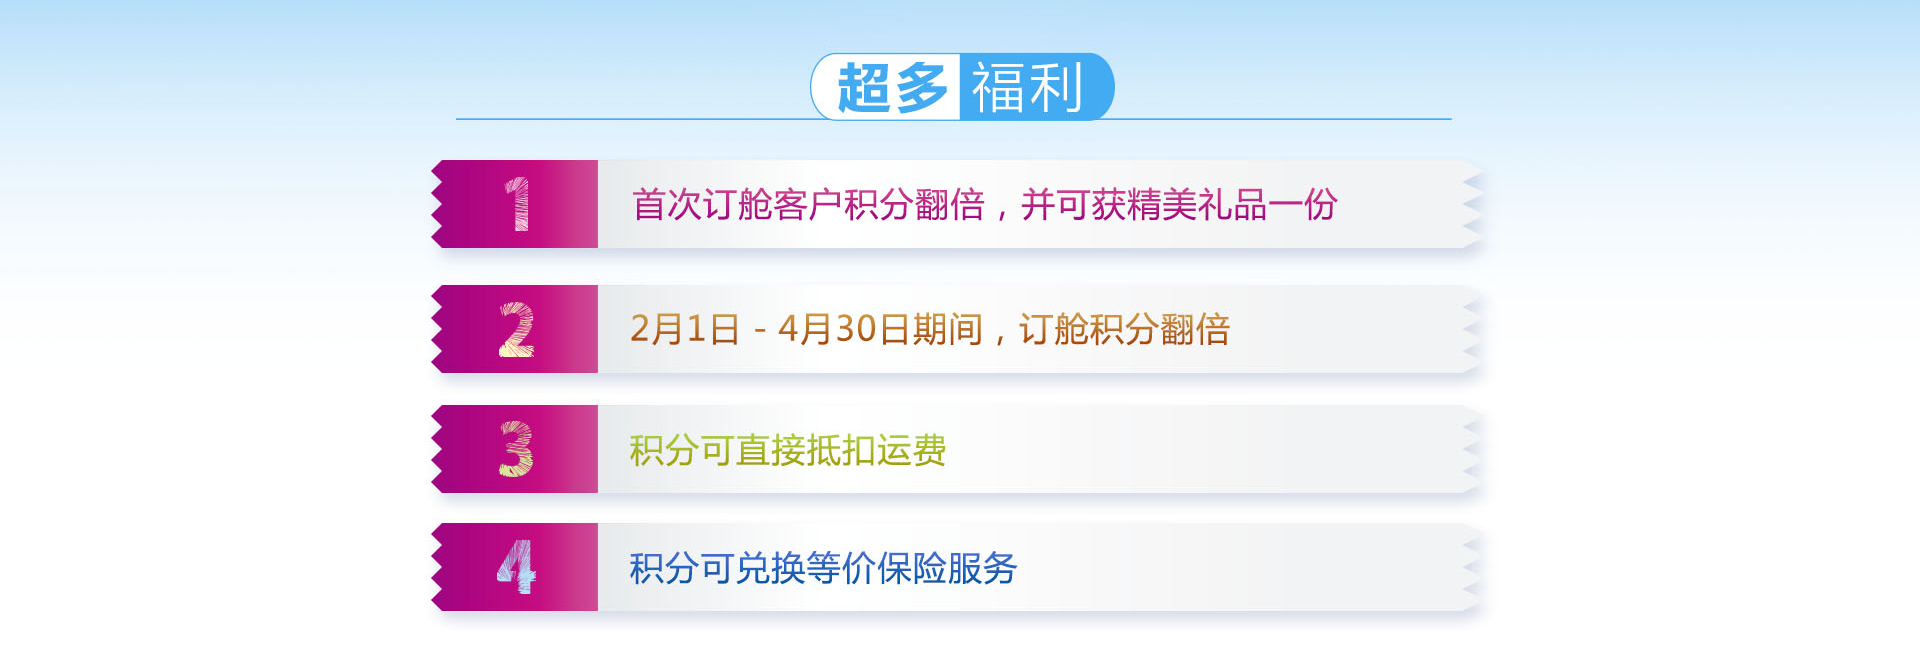 超多福利
1 首次订舱客户积分翻倍，并可获精美礼品一份
2 2月1日 - 4月30日期间，订舱积分翻倍
3 积分可直接抵扣运费
4 积分可兑换等价保险服务